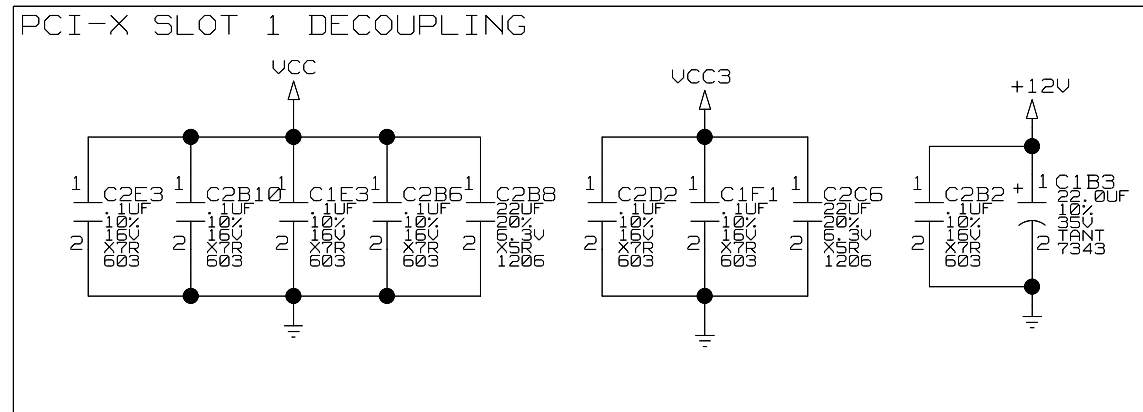 PCI-X SLOT 1 DECOUPLING
VCC
1
2
C2E3
.1UF
10%
16V
X7R
603
1
2
C2B10
.1UF
10%
16V
X7R
603
1
2
C1E3
.1UF
10%
16V
X7R
603
1
2
C2B6
.1UF
10%
16V
X7R
603
1
2
C2B8
22UF
20%
6.3V
X5R
1206
VCC3
1
2
C2D2
.1UF
10%
16V
X7R
603
1
2
C1F1
.1UF
10%
16V
X7R
603
1
2
C2C6
22UF
20%
6.3V
X5R
1206
+12V
1
2
C2B2
.1UF
10%
16V
X7R
603
+
1
2
C1B3
22.0UF
10%
35V
TANT
7343